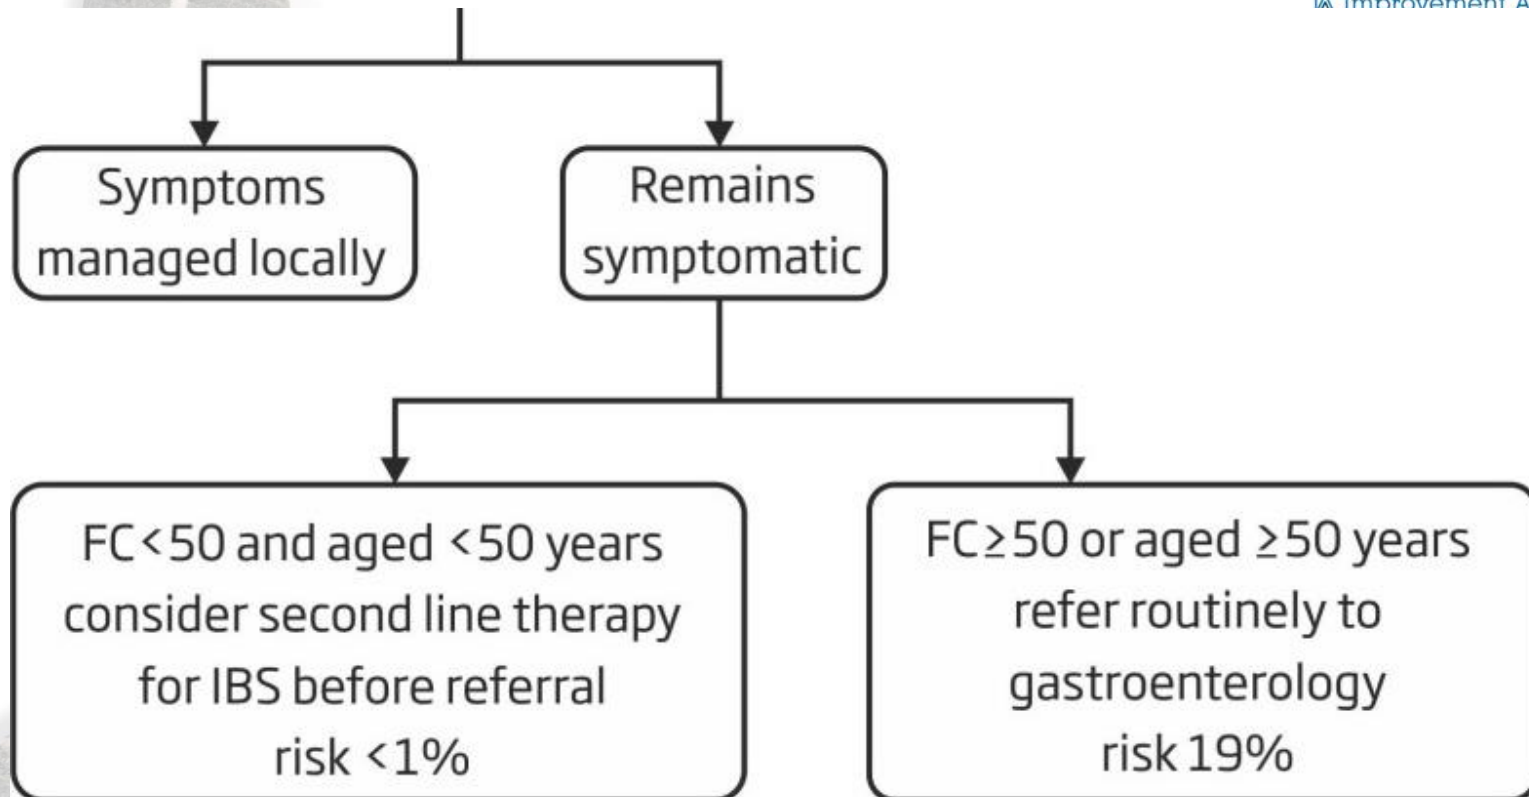 Improvement A
Symptoms
managed locally
Remains
symptomatic
FC<50 and aged <50 years
consider second line therapy
for IBS before referral
risk <1%
FC≥50 or aged ≥50 years
refer routinely to
gastroenterology
risk 19%